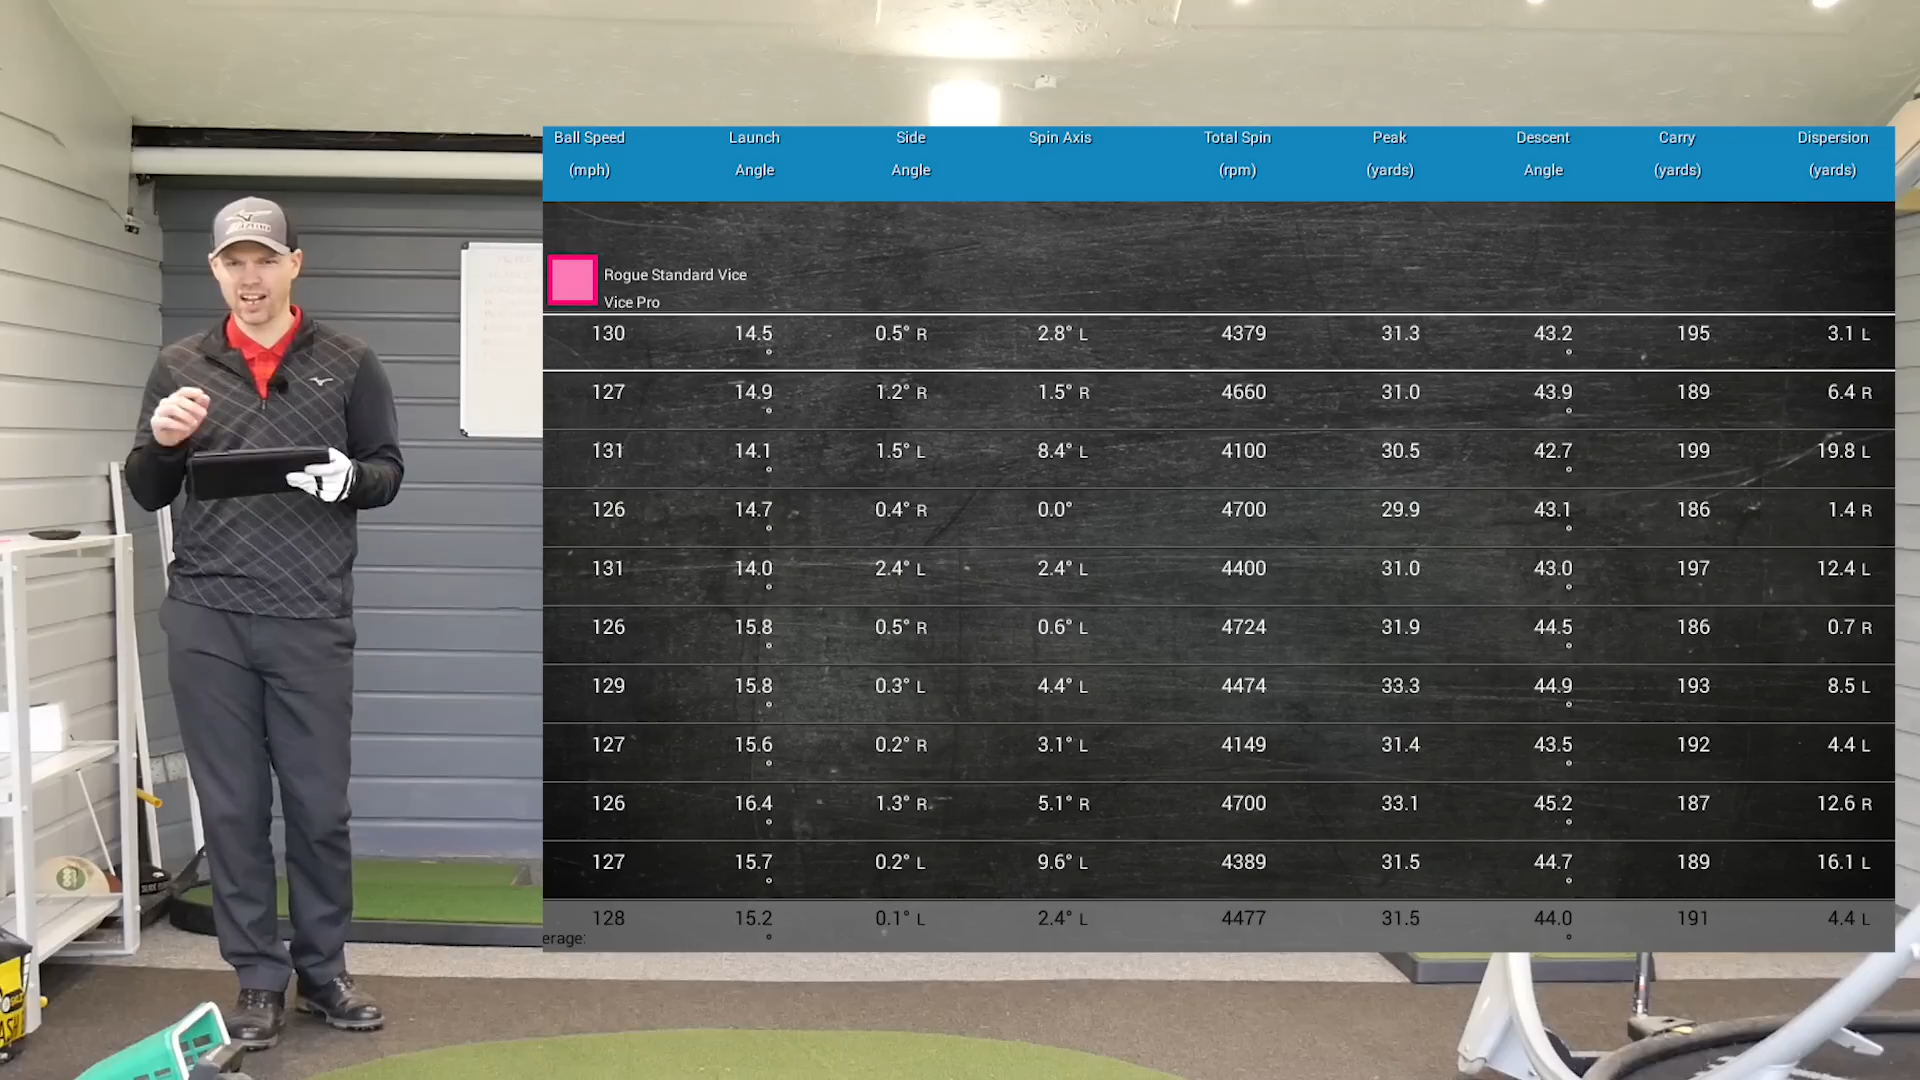 Ball Speed Launch Side Spin Axis Total Spin Peak Descent Carry Dispersion
(mph) Angle Angle (rpm) (yards) Angle (yards) (yards)
Rogue Standard Vice
Vice Pro
130 14.5° 0.5° R 2.8° L 4379 31.3 43.2° 195 3.1 L
127 14.9° 1.2° R 1.5° R 4660 31.0 43.9° 189 6.4 R
131 14.1° 1.5° L 8.4° L 4100 30.5 42.7° 199 19.8 L
126 14.7° 0.4° R 0.0° 4700 29.9 43.1° 186 1.4 R
131 14.0° 2.4° L 2.4° L 4400 31.0 43.0° 197 12.4 L
126 15.8° 0.5° R 0.6° L 4724 31.9 44.5° 186 0.7 R
129 15.8° 0.3° L 4.4° L 4474 33.3 44.9° 193 8.5 L
127 15.6° 0.2° R 3.1° L 4149 31.4 43.5° 192 4.4 L
126 16.4° 1.3° R 5.1° R 4700 33.1 45.2° 187 12.6 R
127 15.7° 0.2° L 9.6° L 4389 31.5 44.7° 189 16.1 L
128 15.2° 0.1° L 2.4° L 4477 31.5 44.0° 191 4.4 L
erage: